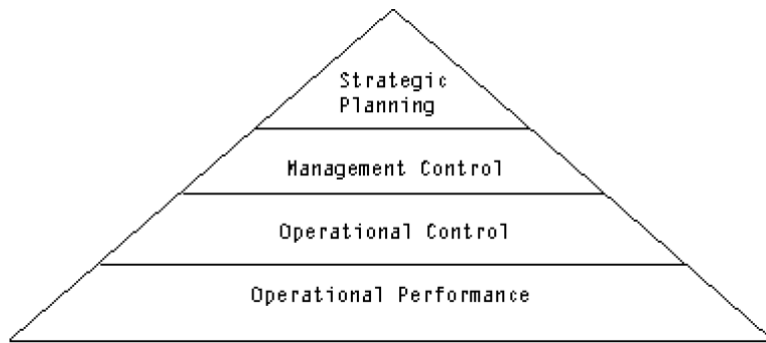 Strategic
Planning
Management Control
Operational Control
Operational Performance